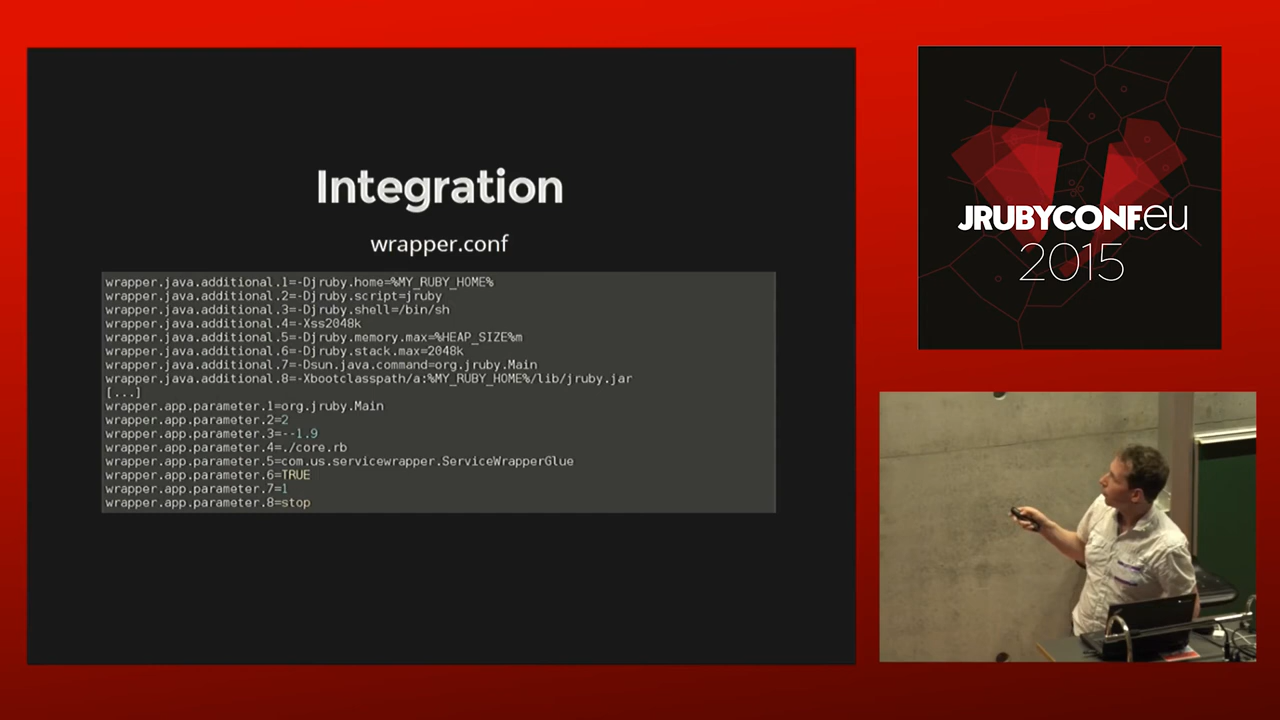 Integration
wrapper.conf
wrapper.java.additional.1=-Djruby.home=%MY_RUBY_HOME%
wrapper.java.additional.2=-Djruby.script=jruby
wrapper.java.additional.3=-Djruby.shell=/bin/sh
wrapper.java.additional.4=-Xss2048k
wrapper.java.additional.5=-Djruby.memory.max=%HEAP_SIZE%m
wrapper.java.additional.6=-Djruby.stack.max=2048k
wrapper.java.additional.7=-Dsun.java.command=org.jruby.Main
wrapper.java.additional.8=-Xbootclasspath/a:%MY_RUBY_HOME%/lib/jruby.jar
[...]
wrapper.app.parameter.1=org.jruby.Main
wrapper.app.parameter.2=2
wrapper.app.parameter.3=--1.9
wrapper.app.parameter.4=./core.rb
wrapper.app.parameter.5=com.us.servicewrapper.ServiceWrapperGlue
wrapper.app.parameter.6=TRUE
wrapper.app.parameter.7=1
wrapper.app.parameter.8=stop
JRUBYCONF.eu
2015